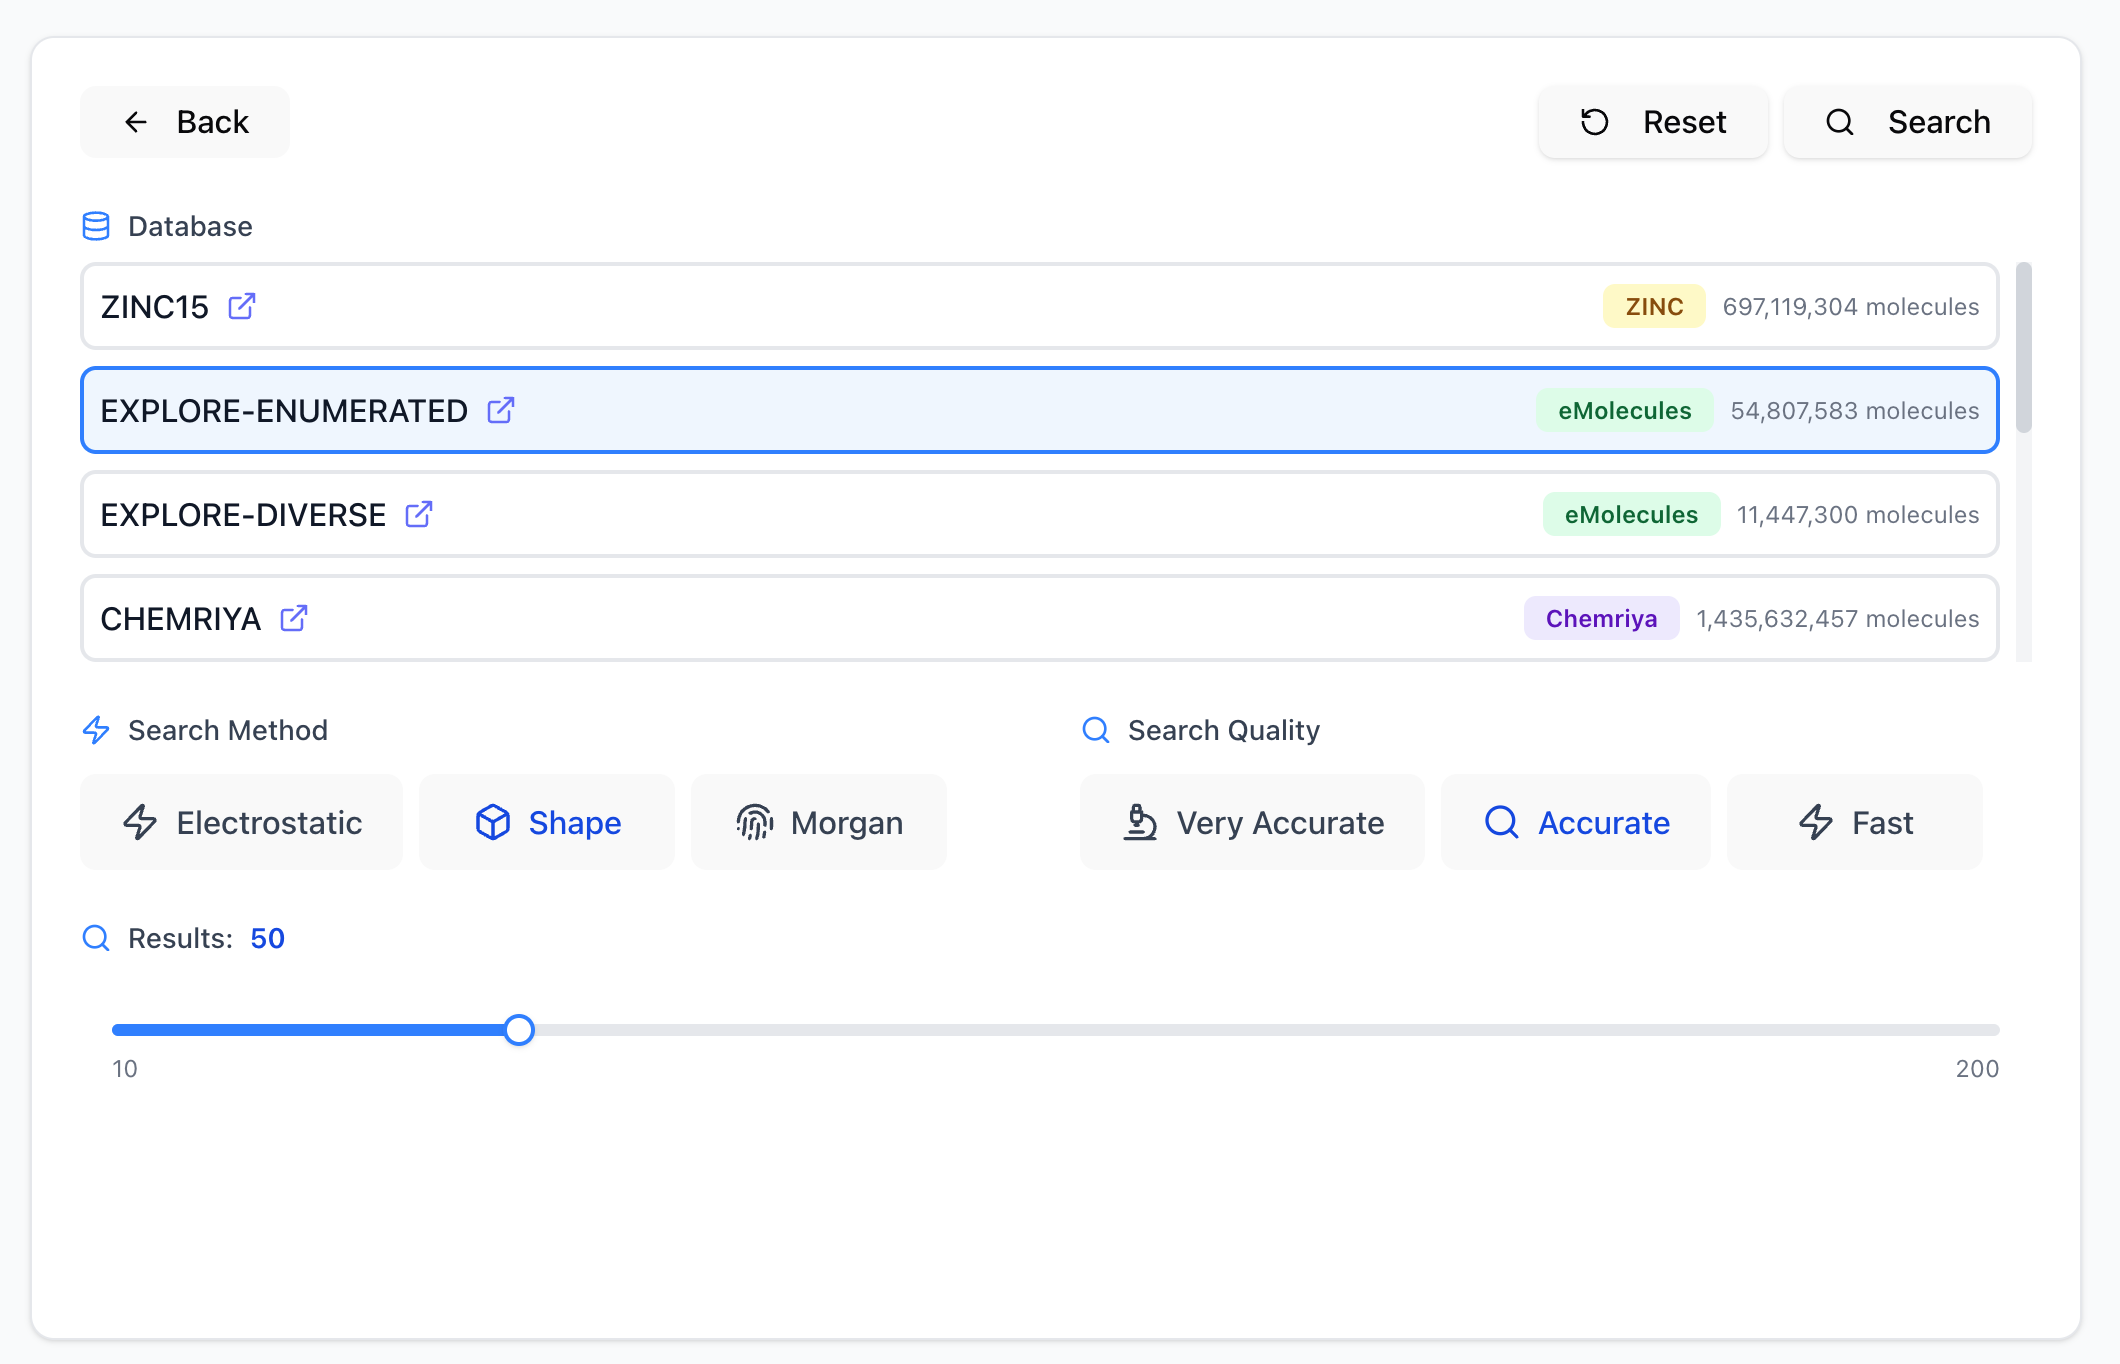 Back
Reset
Search
Database
ZINC15 ZINC 697,119,304 molecules
EXPLORE-ENUMERATED eMolecules 54,807,583 molecules
EXPLORE-DIVERSE eMolecules 11,447,300 molecules
CHEMRIYA Chemriya 1,435,632,457 molecules
Search Method
Electrostatic Shape Morgan
Search Quality
Very Accurate Accurate Fast
Results: 50
10 200